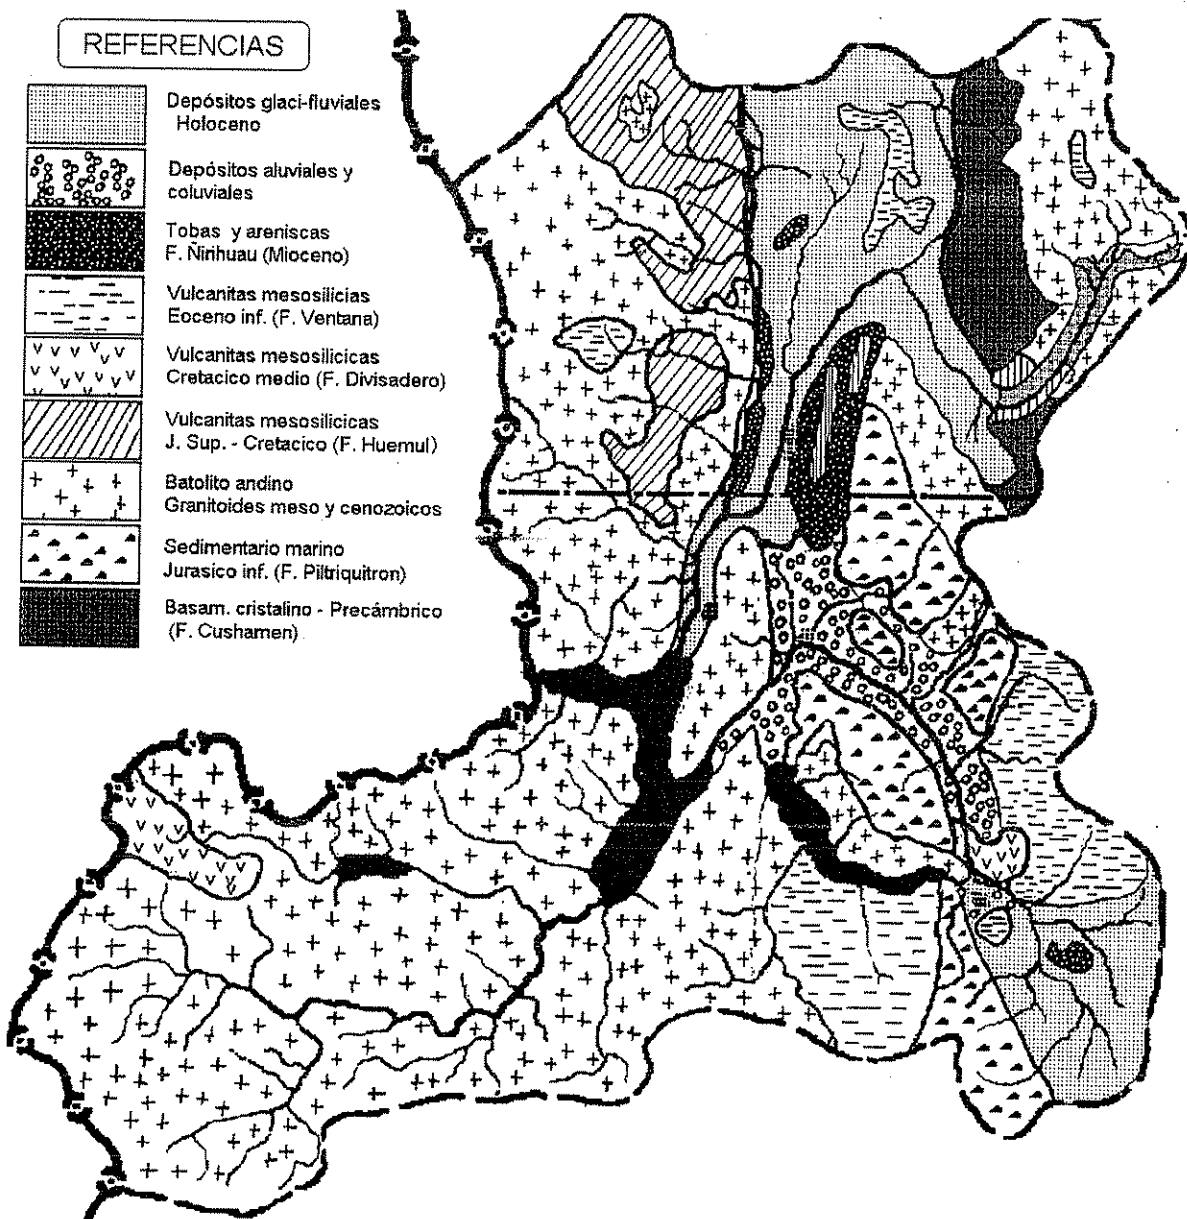 REFERENCIAS
Depósitos glaci-fluviales
Holoceno
Depósitos aluviales y
coluviales
Tobas y areniscas
F. Ñirihuau (Mioceno)
Vulcanitas mesosilicias
Eoceno inf. (F. Ventana)
Vulcanitas mesosilicicas
Cretacico medio (F. Divisadero)
Vulcanitas mesosilicicas
J. Sup. - Cretacico (F. Huemul)
Batolito andino
Granitoides meso y cenozoicos
Sedimentario marino
Jurasico inf. (F. Piltriquitron)
Basam. cristalino - Precámbrico
(F. Cushamen)